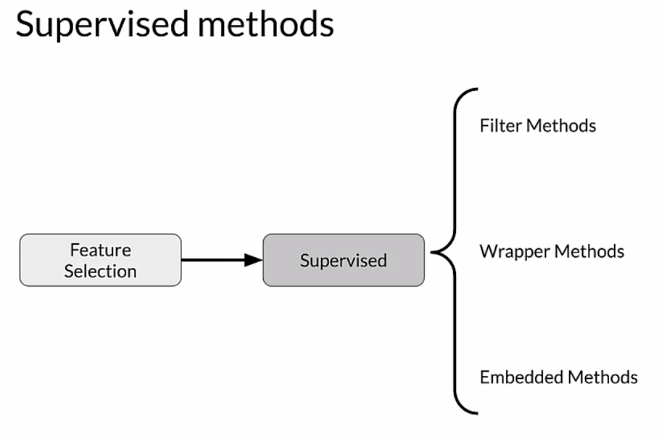 Supervised methods
Filter Methods
Feature
Selection
Supervised
Wrapper Methods
Embedded Methods